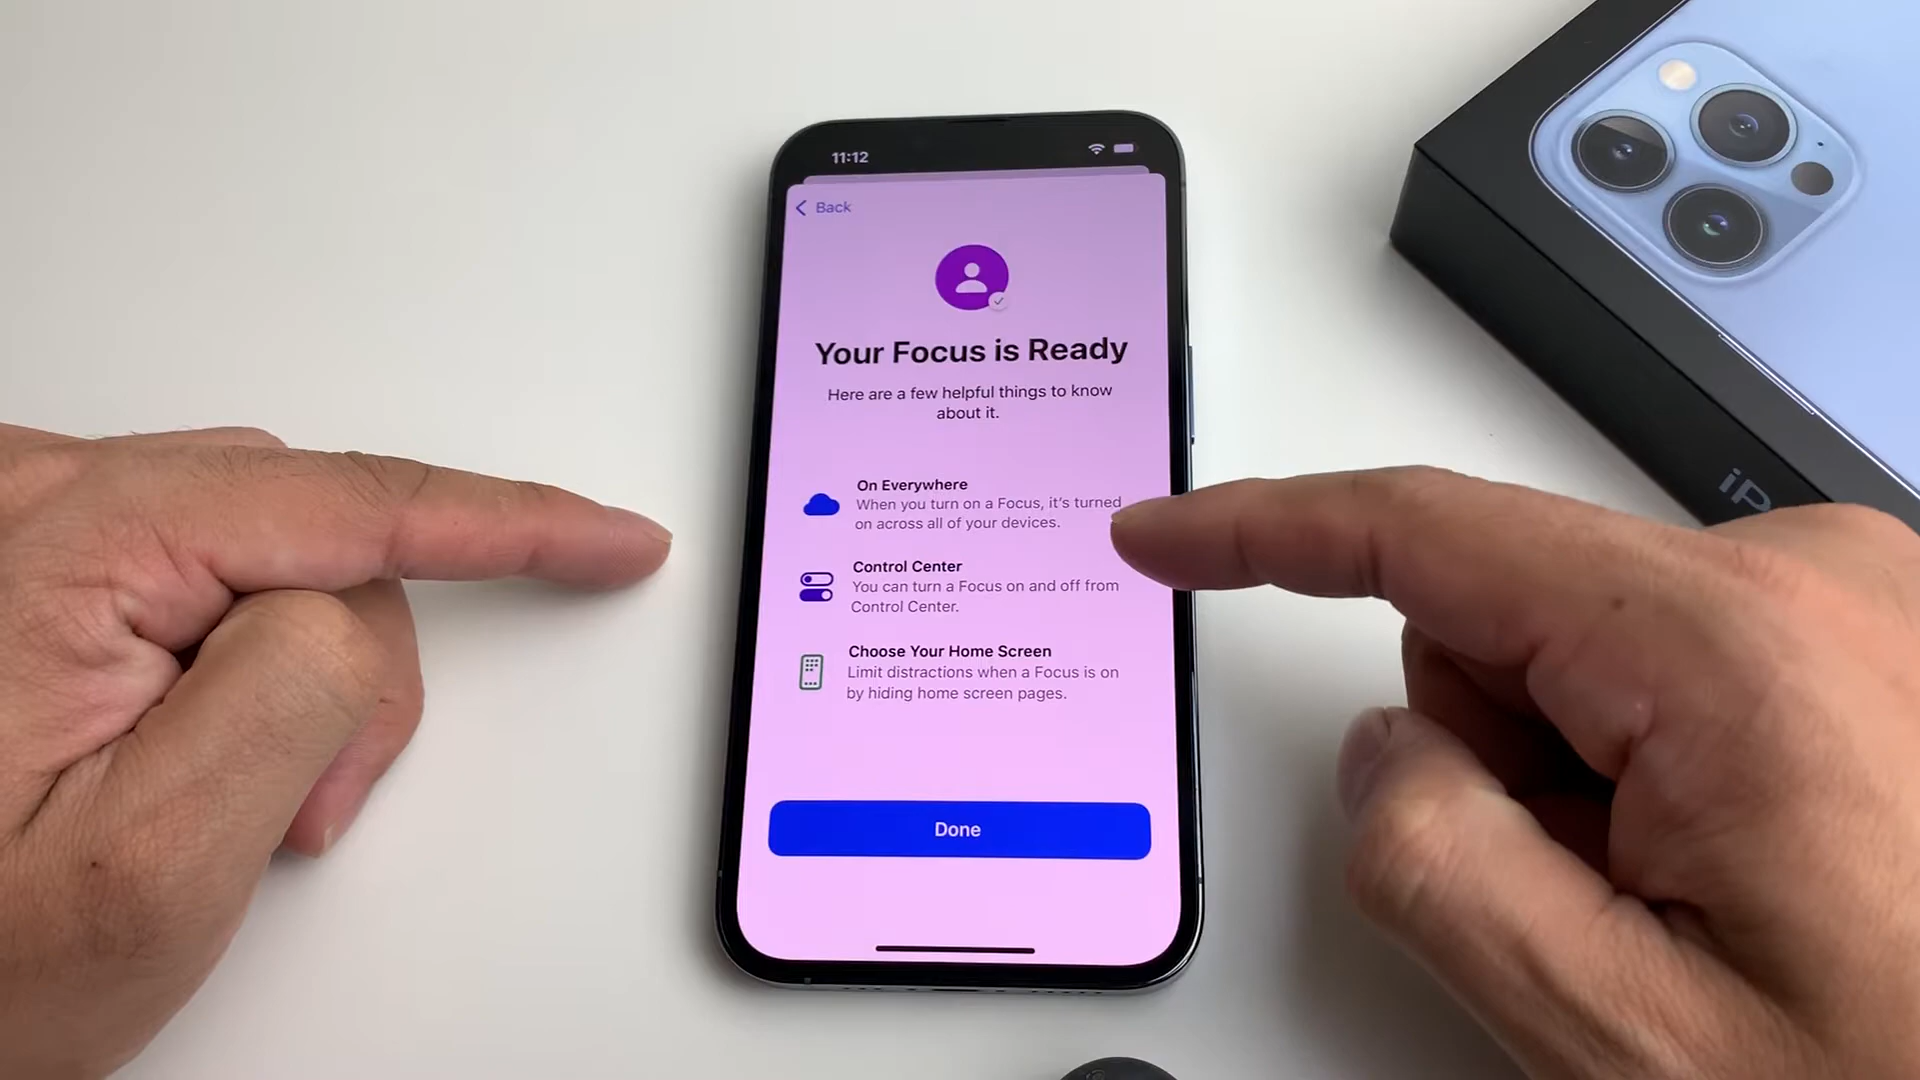 11:12
Back
Your Focus is Ready
Here are a few helpful things to know
about it.
On Everywhere
When you turn on a Focus, it's turned
on across all of your devices.
Control Center
You can turn a Focus on and off from
Control Center.
Choose Your Home Screen
Limit distractions when a Focus is on
by hiding home screen pages.
Done
iP